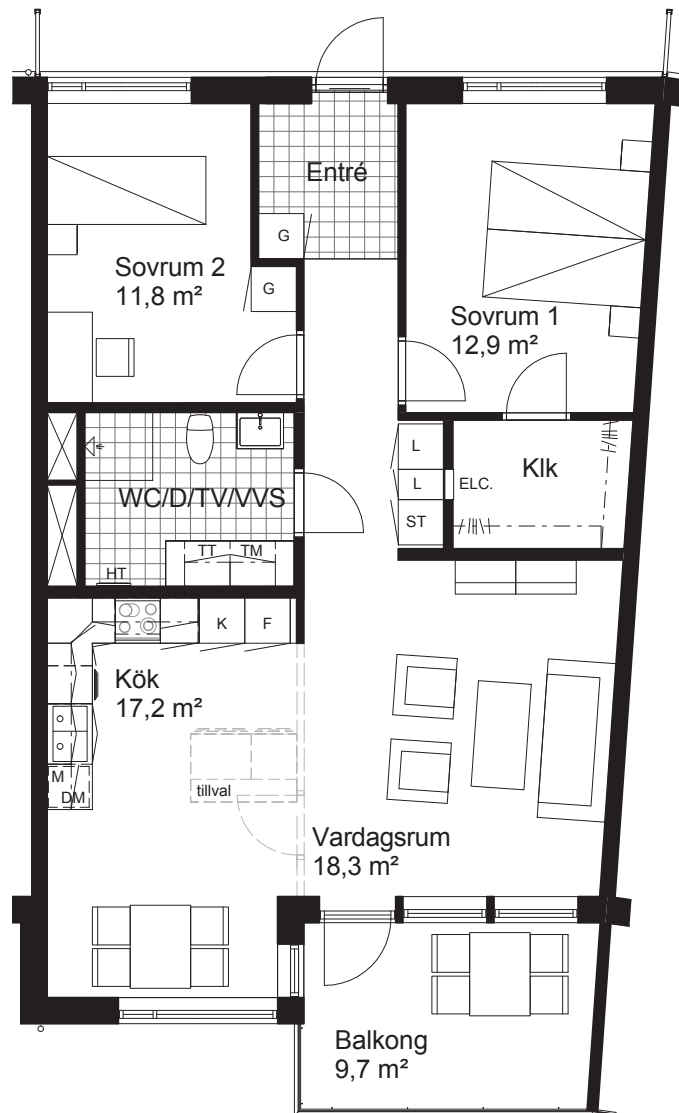 Entré
G
Sovrum 2
11,8 m²
G
Sovrum 1
12,9 m²
L
L
ST
ELC.
Klk
WC/D/TV/VVS
HT
TT
TM
K
F
Kök
17,2 m²
M
DM
tillval
Vardagsrum
18,3 m²
Balkong
9,7 m²